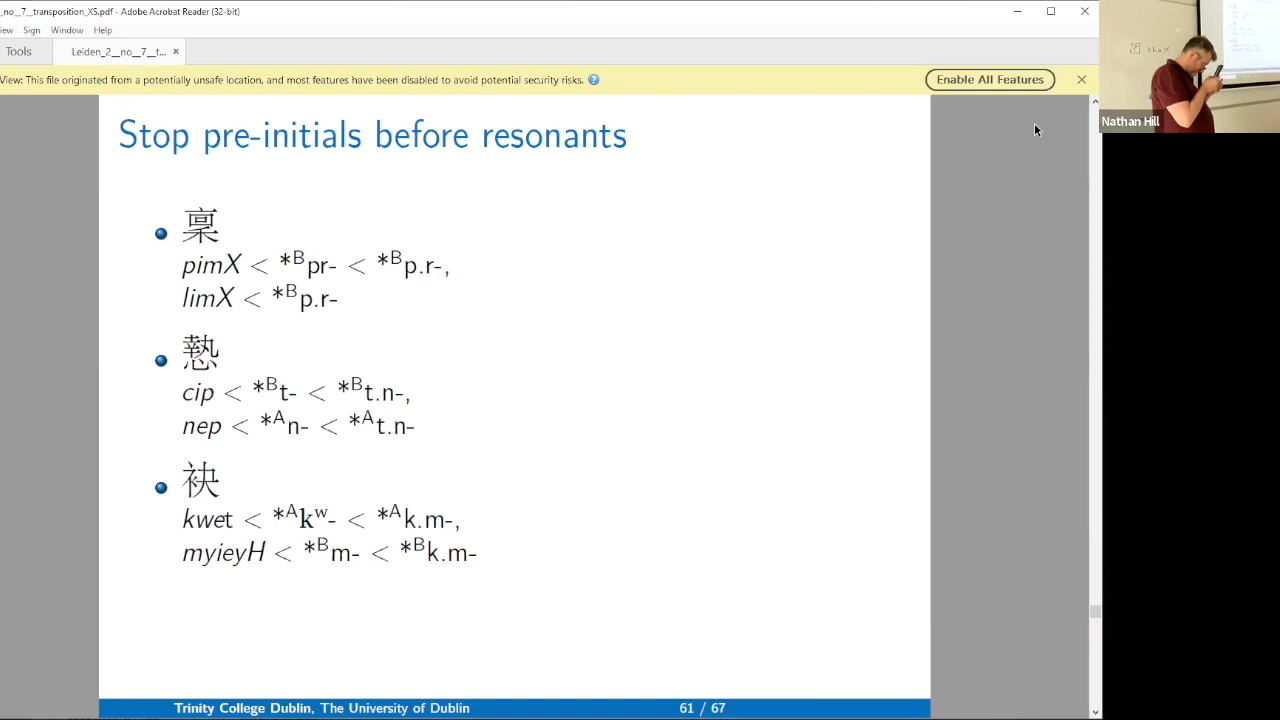 _no__7__transposition_XS.pdf - Adobe Acrobat Reader (32-bit)
iew Sign Window Help
Tools Leiden_2__no__7__t... ×
View: This file originated from a potentially unsafe location, and most features have been disabled to avoid potential security risks. Enable All Features
Nathan Hill
Stop pre-initials before resonants
稟
pimX < *ᴮpr- < *ᴮp.r-,
limX < *ᴮp.r-
慹
cip < *ᴮt- < *ᴮt.n-,
nep < *ᴬn- < *ᴬt.n-
袂
kwet < *ᴬkʷ- < *ᴬk.m-,
myieyH < *ᴮm- < *ᴮk.m-
Trinity College Dublin, The University of Dublin 61 / 67